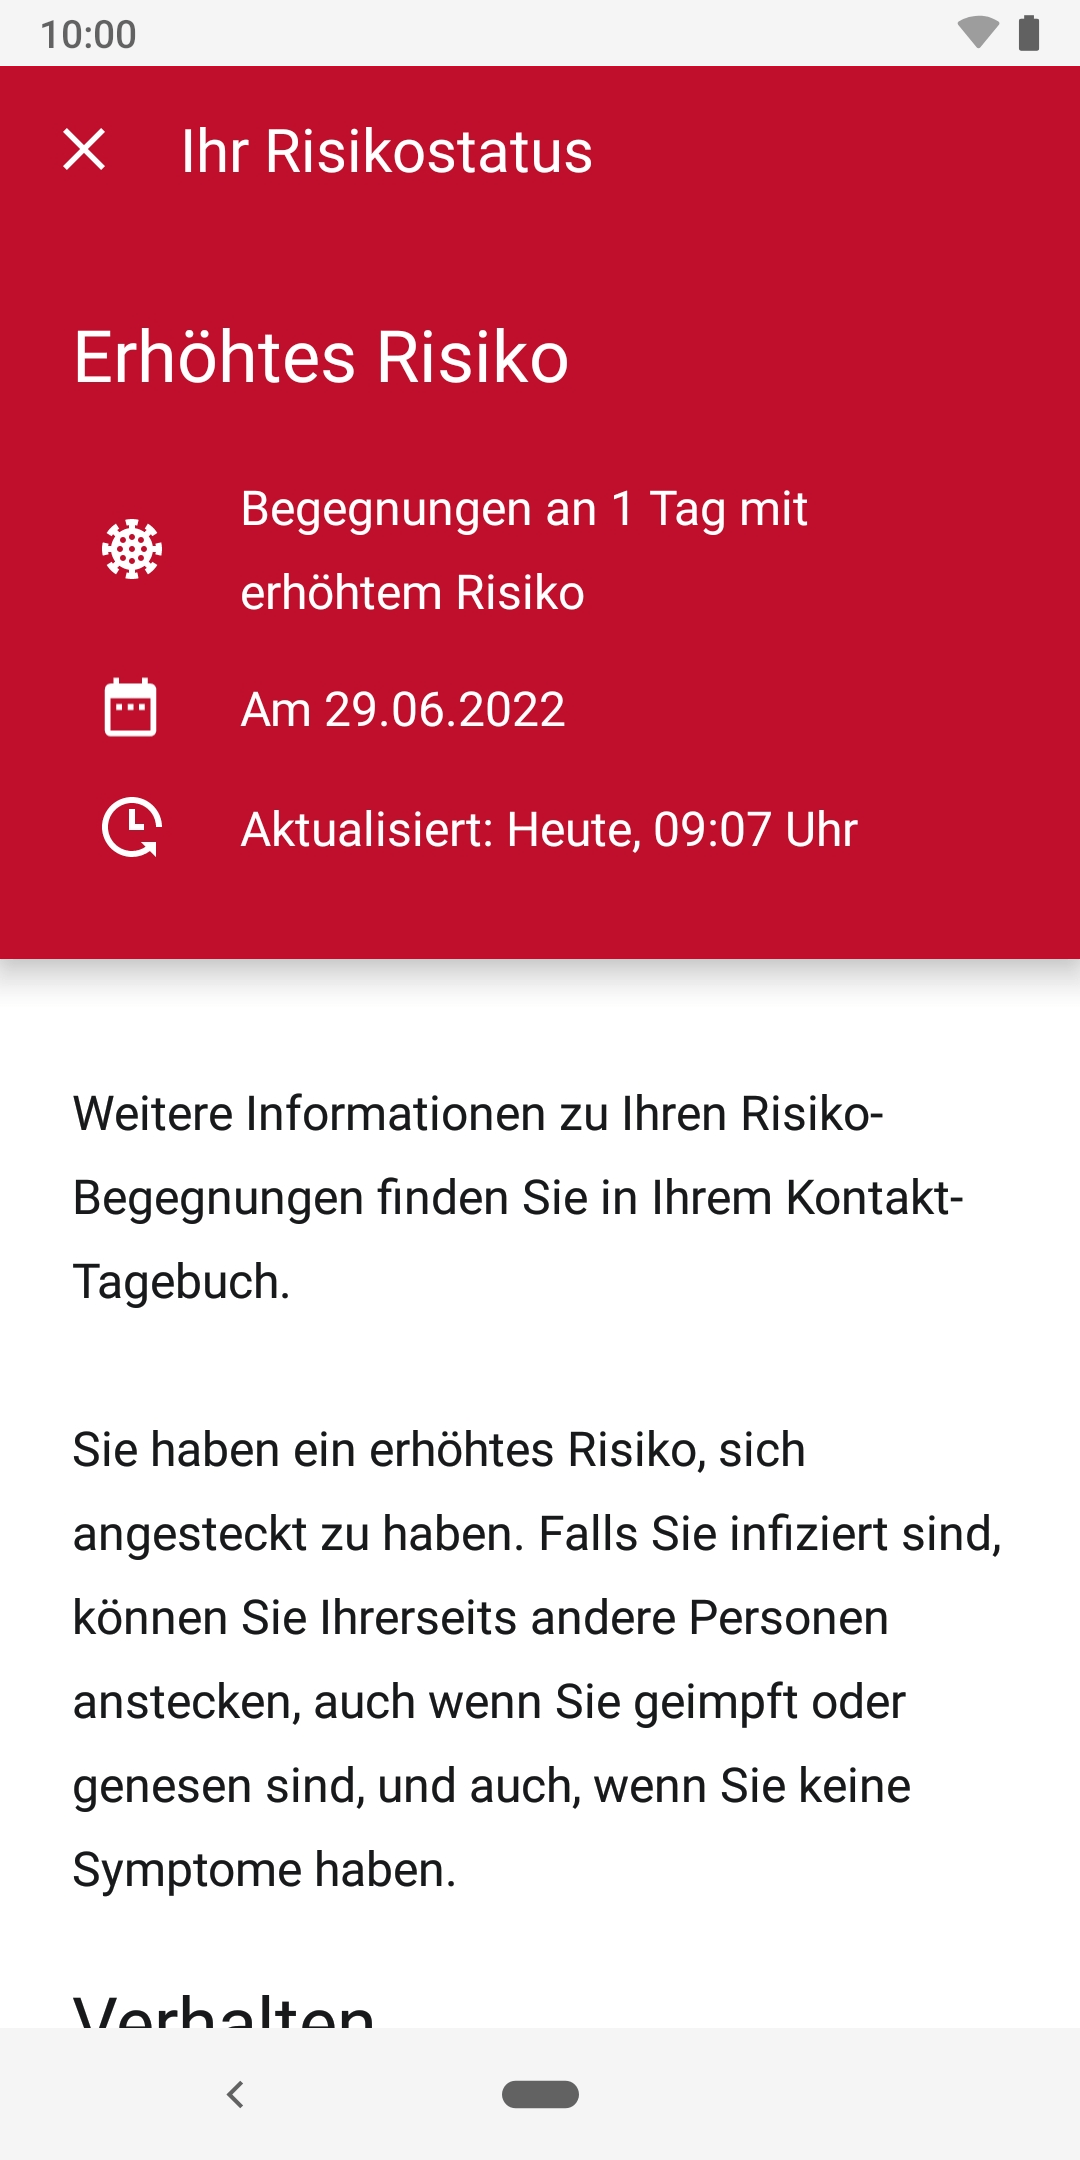 10:00
Ihr Risikostatus
Erhöhtes Risiko
Begegnungen an 1 Tag mit
erhöhtem Risiko
Am 29.06.2022
Aktualisiert: Heute, 09:07 Uhr
Weitere Informationen zu Ihren Risiko-
Begegnungen finden Sie in Ihrem Kontakt-
Tagebuch.
Sie haben ein erhöhtes Risiko, sich
angesteckt zu haben. Falls Sie infiziert sind,
können Sie Ihrerseits andere Personen
anstecken, auch wenn Sie geimpft oder
genesen sind, und auch, wenn Sie keine
Symptome haben.
Verhalten